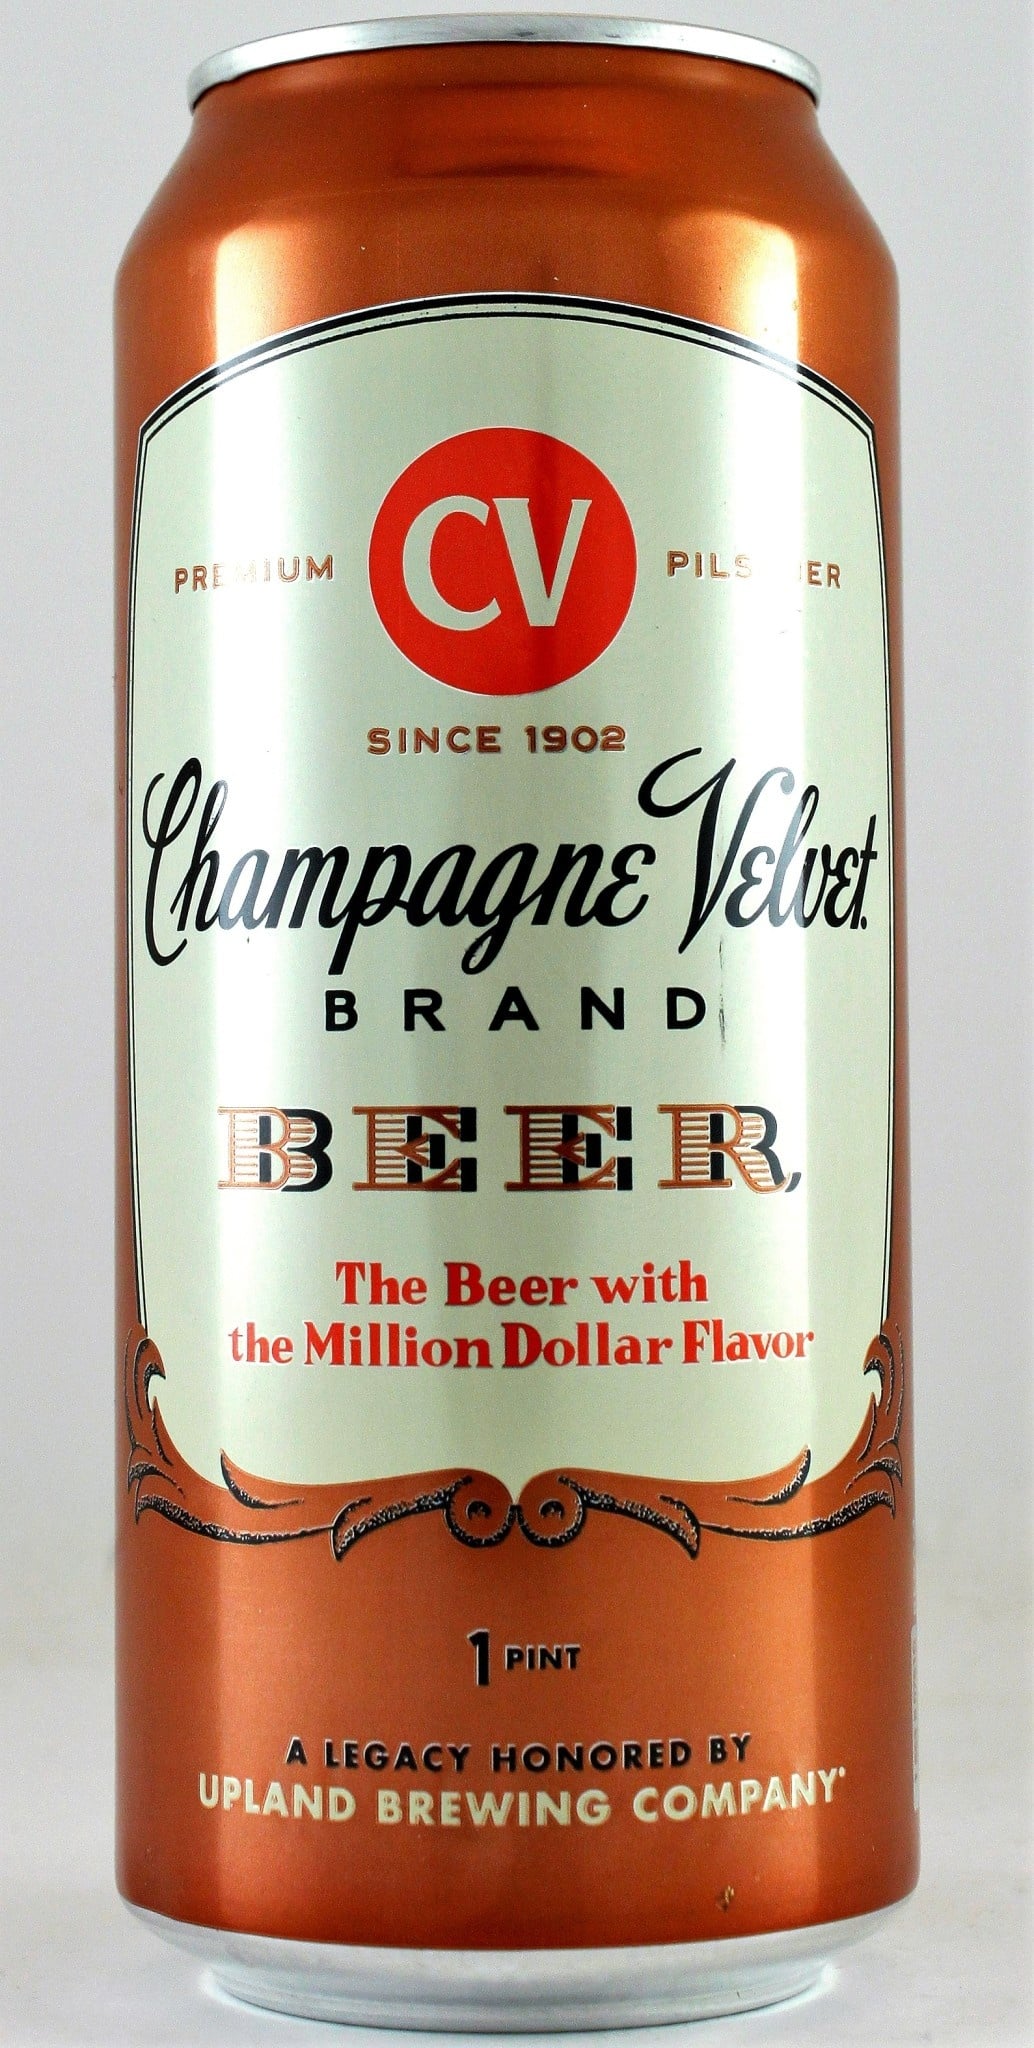 CV
PREMIUM PILSENER
SINCE 1902
Champagne Velvet
BRAND
BEER
The Beer with
the Million Dollar Flavor
1 PINT
A LEGACY HONORED BY
UPLAND BREWING COMPANY